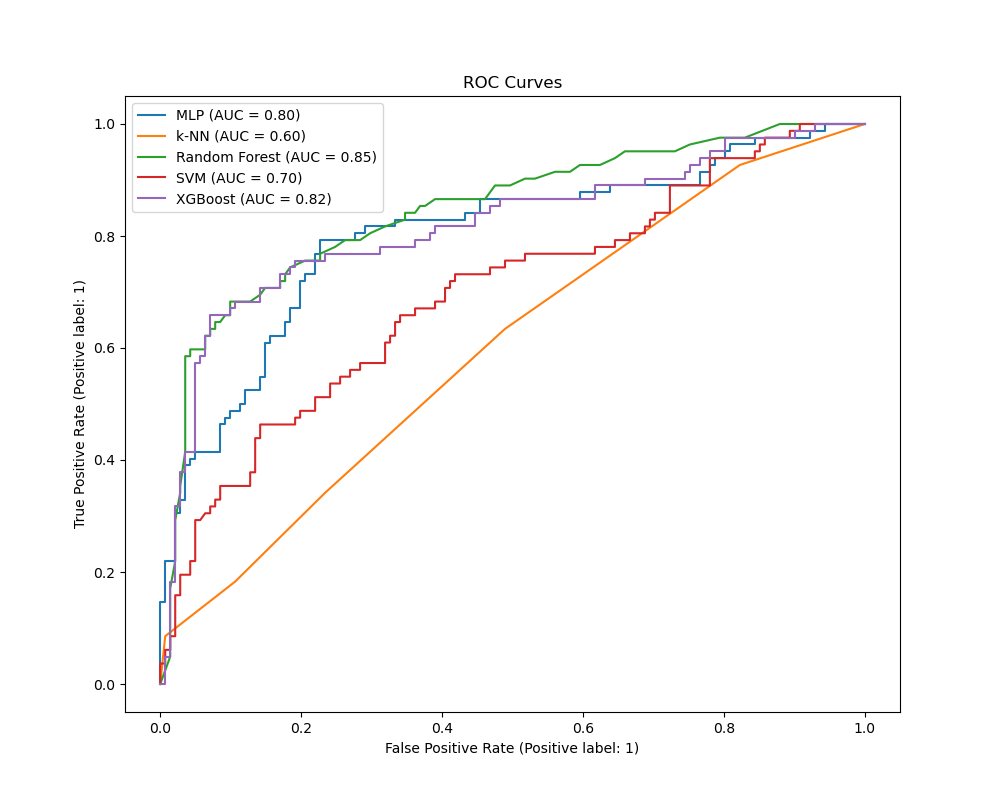 ROC Curves
MLP (AUC = 0.80)
k-NN (AUC = 0.60)
Random Forest (AUC = 0.85)
SVM (AUC = 0.70)
XGBoost (AUC = 0.82)
1.0
0.8
0.6
0.4
0.2
0.0
True Positive Rate (Positive label: 1)
0.0 0.2 0.4 0.6 0.8 1.0
False Positive Rate (Positive label: 1)